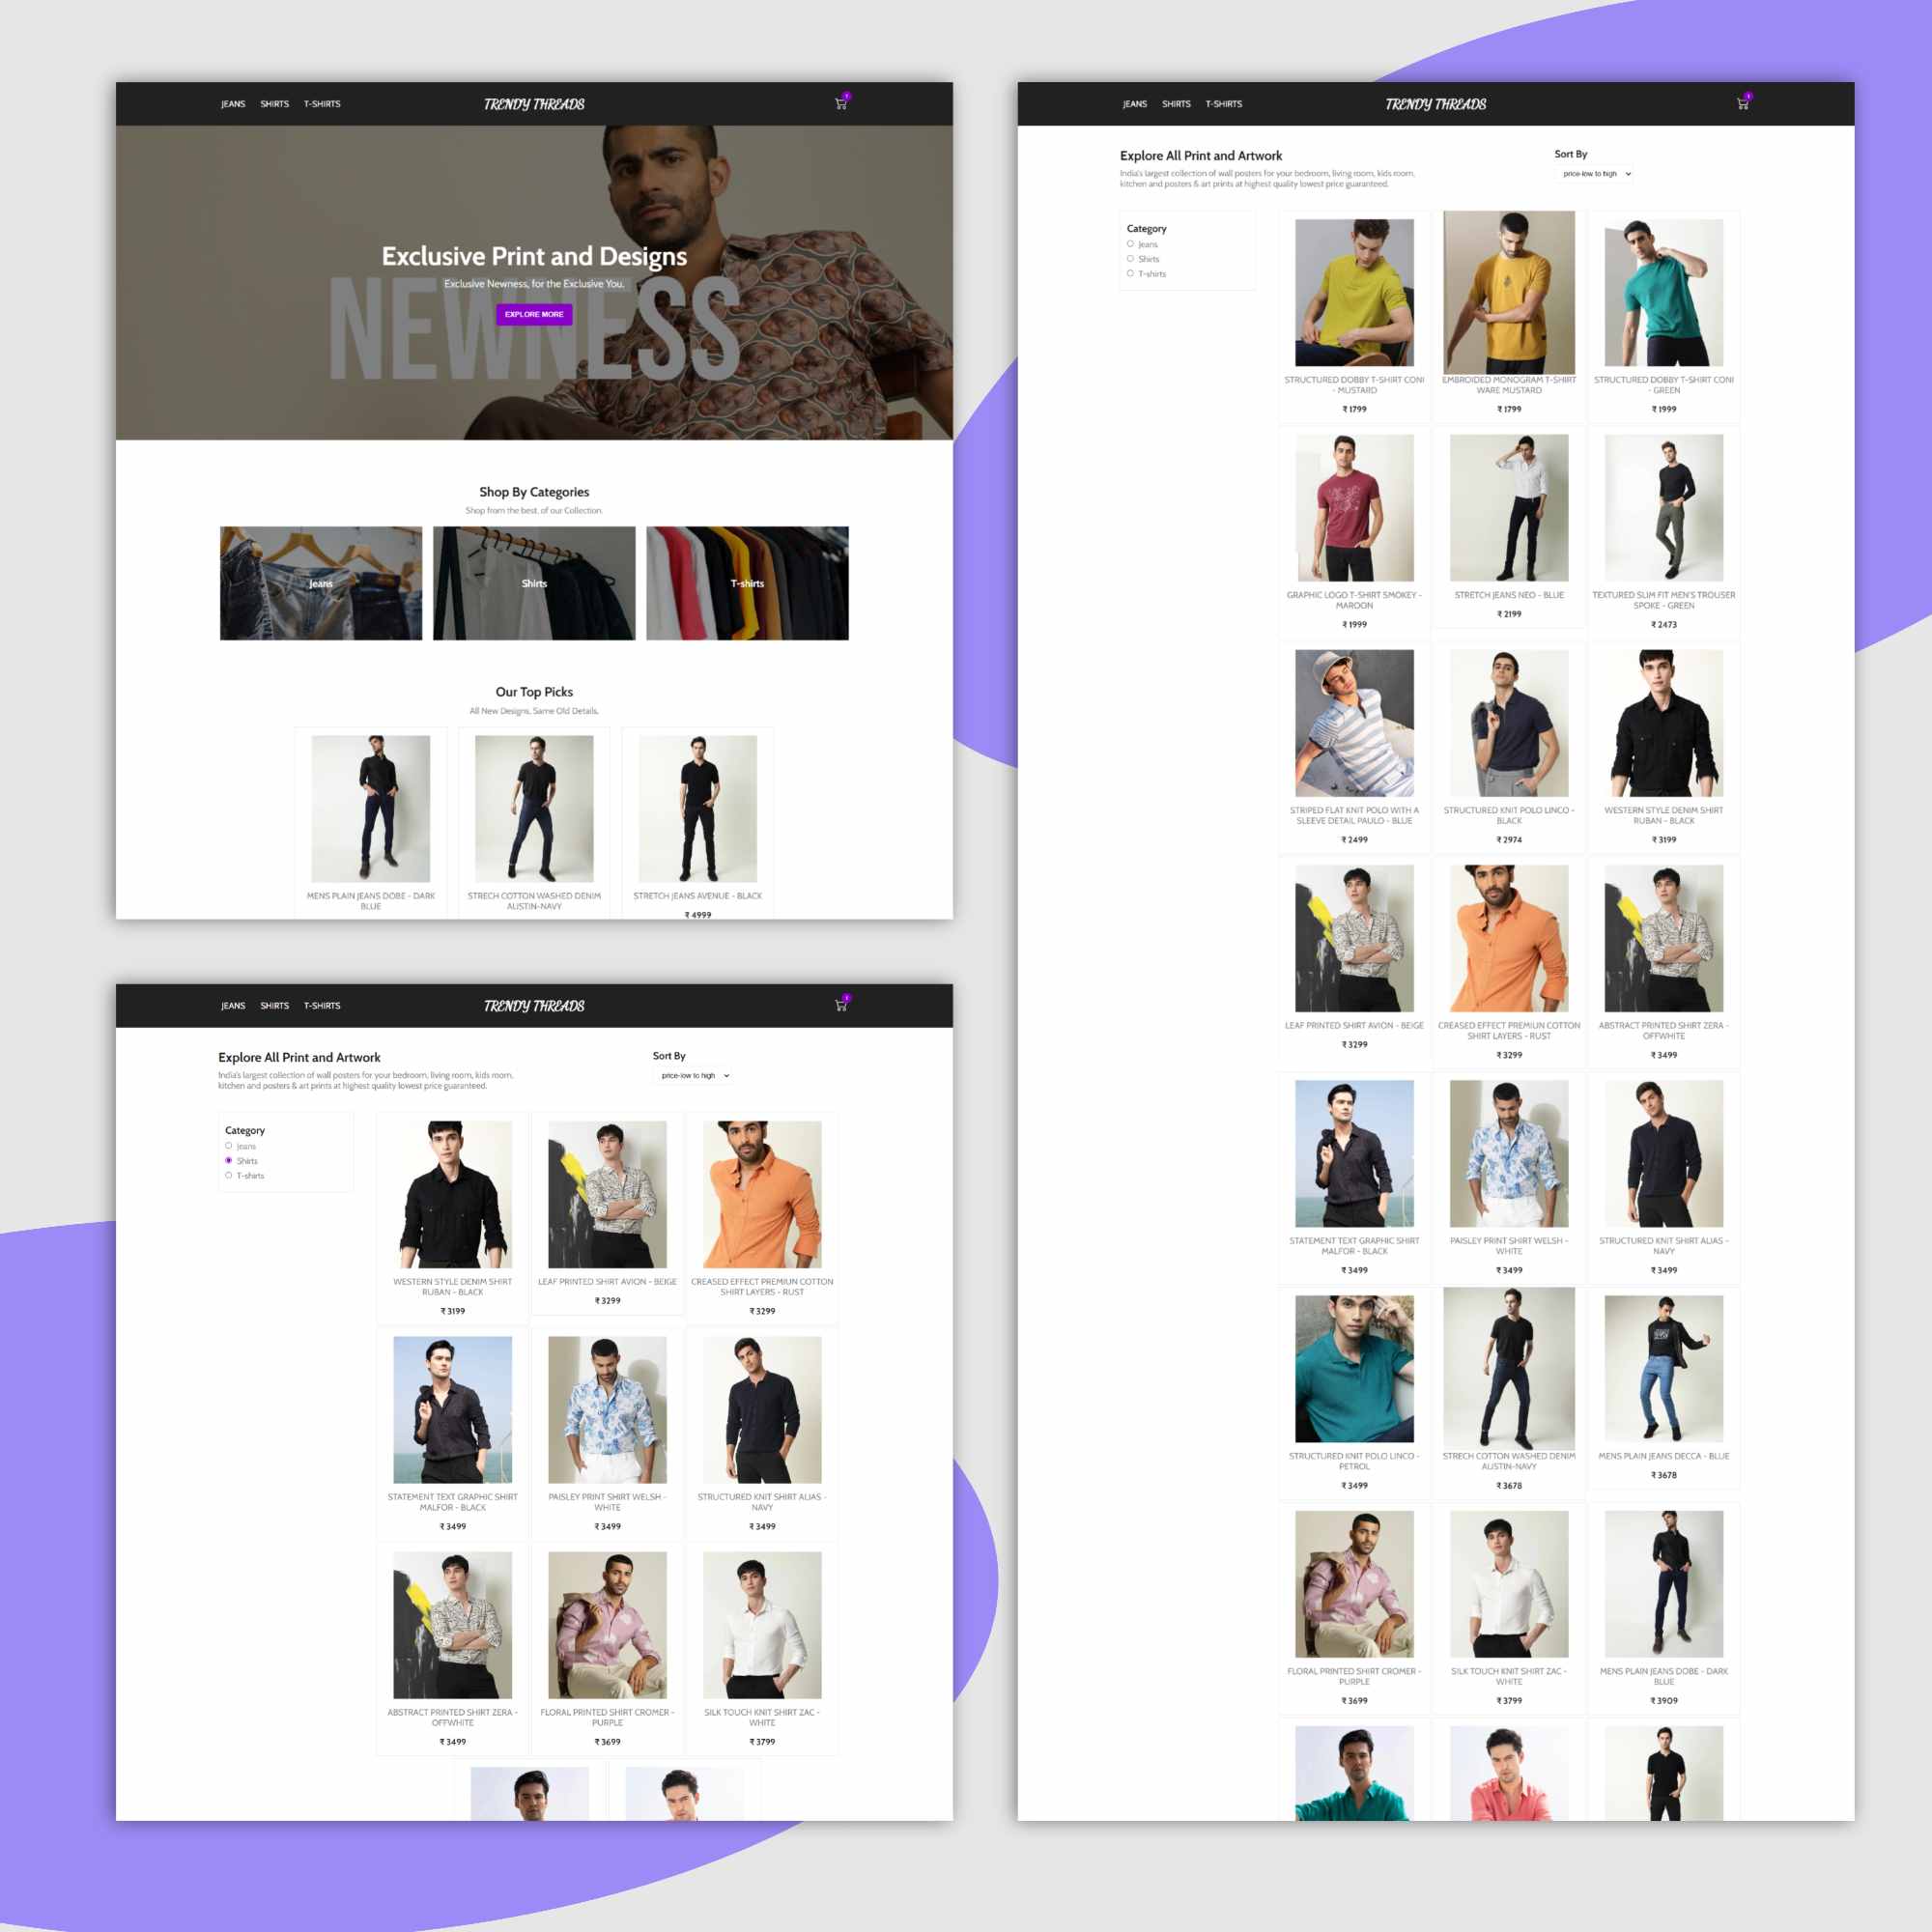 JEANS SHIRTS T-SHIRTS
TRENDY THREADS
1
Exclusive Print and Designs
NEWNESS
Exclusive Newness, for the Exclusive You.
EXPLORE MORE
Shop By Categories
Shop from the best, of our Collection.
Jeans
Shirts
T-shirts
Our Top Picks
All New Designs, Same Old Details.
MENS PLAIN JEANS DOBE - DARK
BLUE
STRECH COTTON WASHED DENIM
AUSTIN-NAVY
STRETCH JEANS AVENUE - BLACK
₹ 4999
JEANS SHIRTS T-SHIRTS
TRENDY THREADS
1
Explore All Print and Artwork
India's largest collection of wall posters for your bedroom, living room, kids room,
kitchen and posters & art prints at highest quality lowest price guaranteed.
Sort By
price-low to high
Category
Jeans
Shirts
T-shirts
WESTERN STYLE DENIM SHIRT
RUBAN - BLACK
₹ 3199
LEAF PRINTED SHIRT AVION - BEIGE
₹ 3299
CREASED EFFECT PREMIUN COTTON
SHIRT LAYERS - RUST
₹ 3299
STATEMENT TEXT GRAPHIC SHIRT
MALFOR - BLACK
₹ 3499
PAISLEY PRINT SHIRT WELSH -
WHITE
₹ 3499
STRUCTURED KNIT SHIRT ALIAS -
NAVY
₹ 3499
ABSTRACT PRINTED SHIRT ZERA -
OFFWHITE
₹ 3499
FLORAL PRINTED SHIRT CROMER -
PURPLE
₹ 3699
SILK TOUCH KNIT SHIRT ZAC -
WHITE
₹ 3799
JEANS SHIRTS T-SHIRTS
TRENDY THREADS
1
Explore All Print and Artwork
India's largest collection of wall posters for your bedroom, living room, kids room,
kitchen and posters & art prints at highest quality lowest price guaranteed.
Sort By
price-low to high
Category
Jeans
Shirts
T-shirts
STRUCTURED DOBBY T-SHIRT CONI
- MUSTARD
₹ 1799
EMBROIDED MONOGRAM T-SHIRT
WARE MUSTARD
₹ 1799
STRUCTURED DOBBY T-SHIRT CONI
- GREEN
₹ 1999
GRAPHIC LOGO T-SHIRT SMOKEY -
MAROON
₹ 1999
STRETCH JEANS NEO - BLUE
₹ 2199
TEXTURED SLIM FIT MEN'S TROUSER
SPOKE - GREEN
₹ 2473
STRIPED FLAT KNIT POLO WITH A
SLEEVE DETAIL PAULO - BLUE
₹ 2499
STRUCTURED KNIT POLO LINCO -
BLACK
₹ 2974
WESTERN STYLE DENIM SHIRT
RUBAN - BLACK
₹ 3199
LEAF PRINTED SHIRT AVION - BEIGE
₹ 3299
CREASED EFFECT PREMIUN COTTON
SHIRT LAYERS - RUST
₹ 3299
ABSTRACT PRINTED SHIRT ZERA -
OFFWHITE
₹ 3499
STATEMENT TEXT GRAPHIC SHIRT
MALFOR - BLACK
₹ 3499
PAISLEY PRINT SHIRT WELSH -
WHITE
₹ 3499
STRUCTURED KNIT SHIRT ALIAS -
NAVY
₹ 3499
STRUCTURED KNIT POLO LINCO -
PETROL
₹ 3499
STRECH COTTON WASHED DENIM
AUSTIN-NAVY
₹ 3678
MENS PLAIN JEANS DECCA - BLUE
₹ 3678
FLORAL PRINTED SHIRT CROMER -
PURPLE
₹ 3699
SILK TOUCH KNIT SHIRT ZAC -
WHITE
₹ 3799
MENS PLAIN JEANS DOBE - DARK
BLUE
₹ 3909